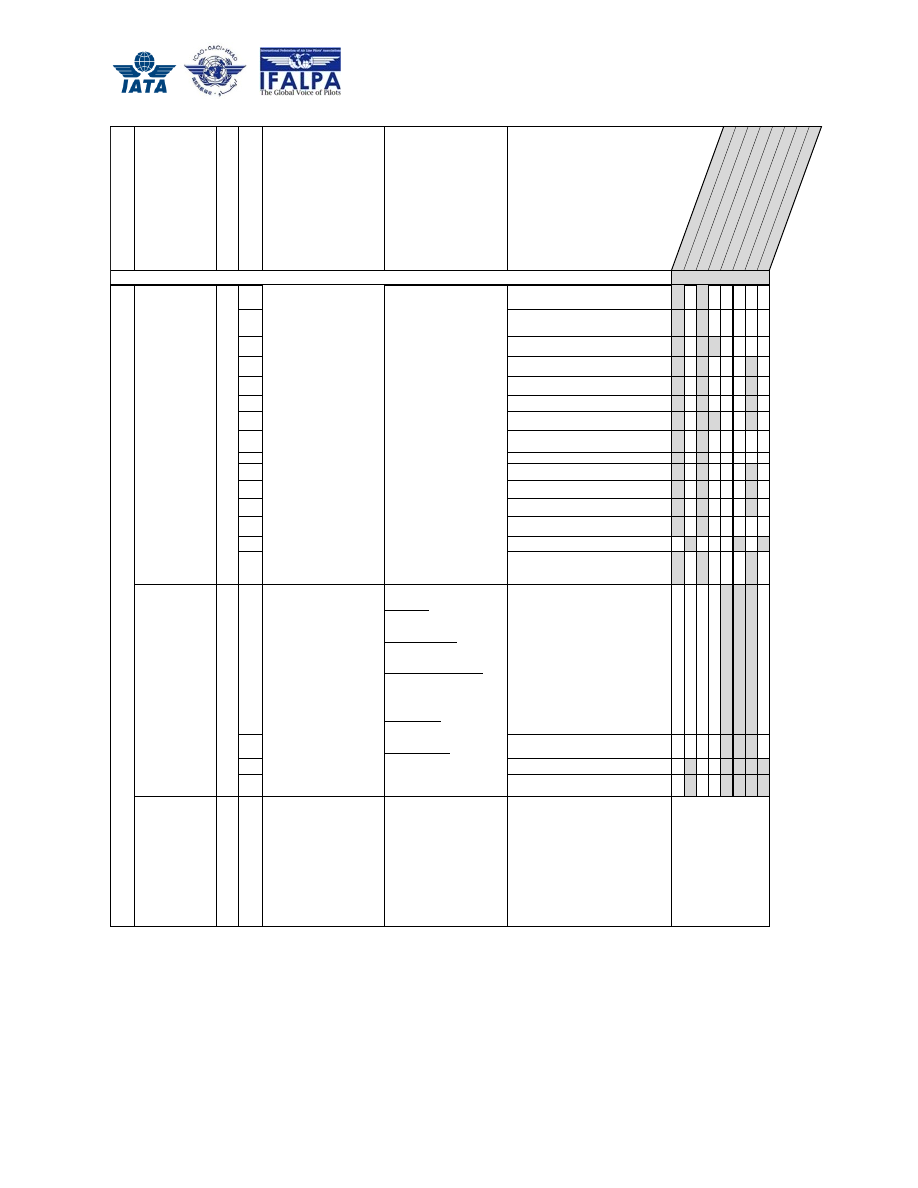 IATA
ICAO · OACI · ИКАО
International Federation of Air Line Pilots' Associations
IFALPA
The Global Voice of Pilots